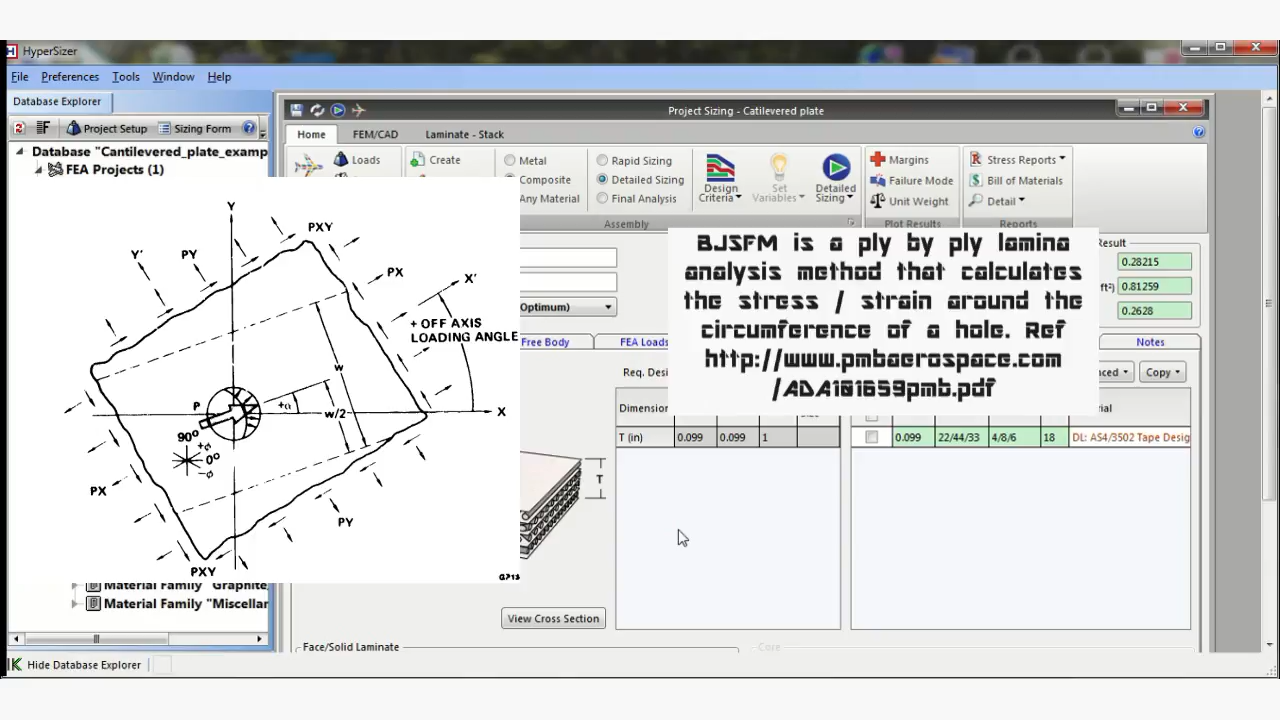 HyperSizer
File Preferences Tools Window Help
Database Explorer
Project Sizing - Catilevered plate
Project Setup Sizing Form
Home FEM/CAD Laminate - Stack
Database "Cantilevered_plate_examp
FEA Projects (1)
Loads Create Metal Rapid Sizing Margins Stress Reports
Composite Detailed Sizing Failure Mode Bill of Materials
Any Material Final Analysis Unit Weight Detail
Design Criteria Set Variables Detailed Sizing
Assembly Plot Results Reports
BJSFM is a ply by ply lamina
analysis method that calculates
the stress / strain around the
circumference of a hole. Ref
http://www.pmbaerospace.com
/ADA101659pmb.pdf
Result
0.28215
ft²) 0.81259
0.2628
Optimum)
Free Body FEA Loads Notes
Req. Desi
nced Copy
Dimension
erial
T (in) 0.099 0.099 1
0.099 22/44/33 4/8/6 18 DL: AS4/3502 Tape Desig
T
View Cross Section
Face/Solid Laminate
Core
Y
PXY
Y'
PY
PX
X'
+ OFF AXIS
LOADING ANGLE
W
P
+α
X
w/2
90°
+ϕ
0°
-ϕ
PX
PY
PXY
G713
Material Family "Graphite
Material Family "Miscellar
Hide Database Explorer